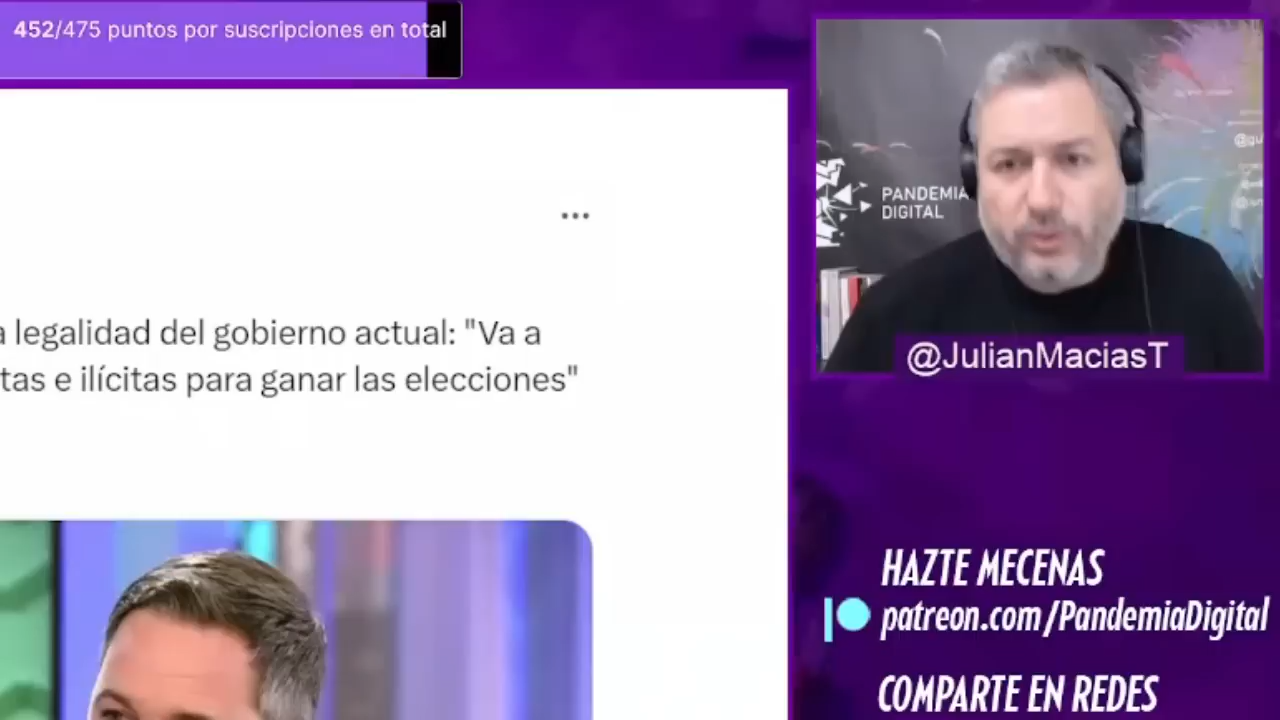 452/475 puntos por suscripciones en total
PANDEMIA
DIGITAL
a legalidad del gobierno actual: "Va a
tas e ilícitas para ganar las elecciones"
@JulianMaciasT
HAZTE MECENAS
patreon.com/PandemiaDigital
COMPARTE EN REDES